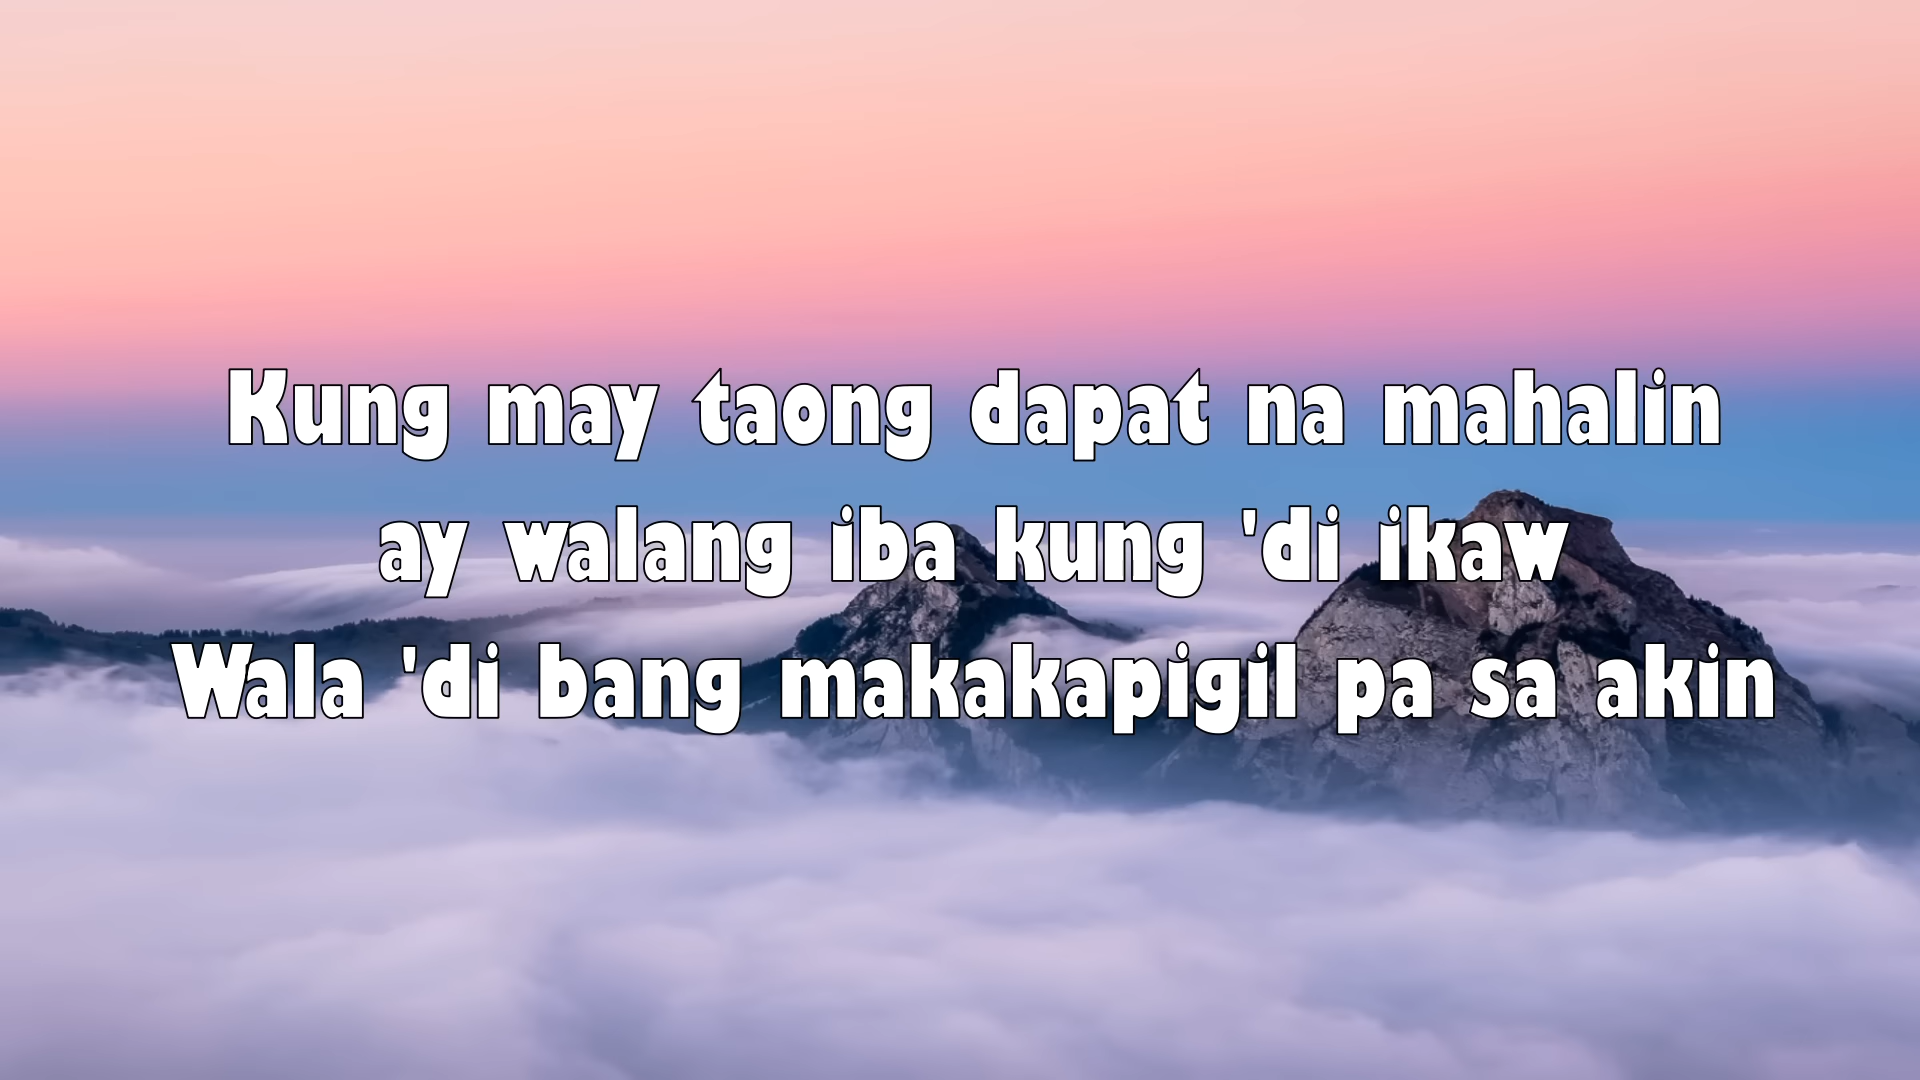 Kung may taong dapat na mahalin
ay walang iba kung 'di ikaw
Wala 'di bang makakapigil pa sa akin